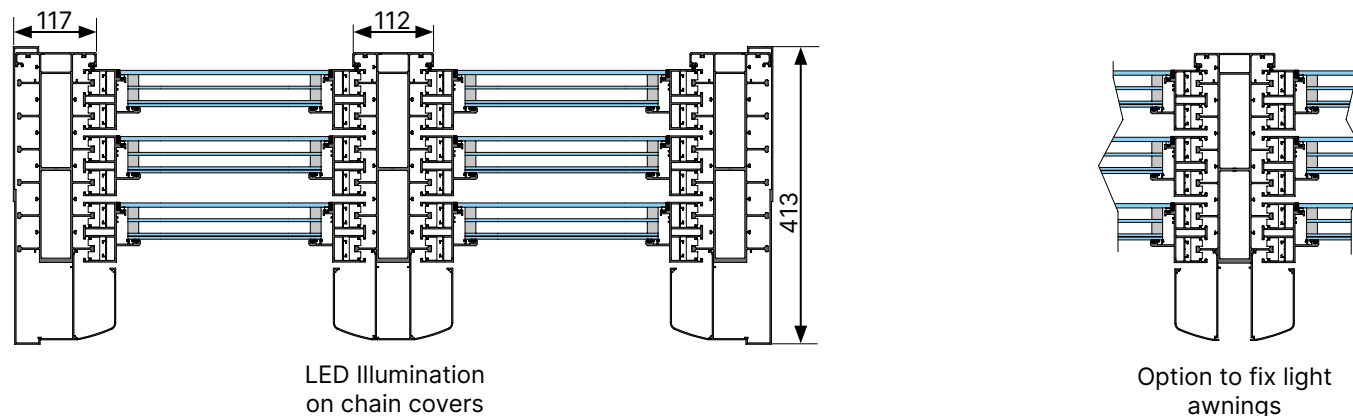 117
112
413
LED Illumination
on chain covers
Option to fix light
awnings